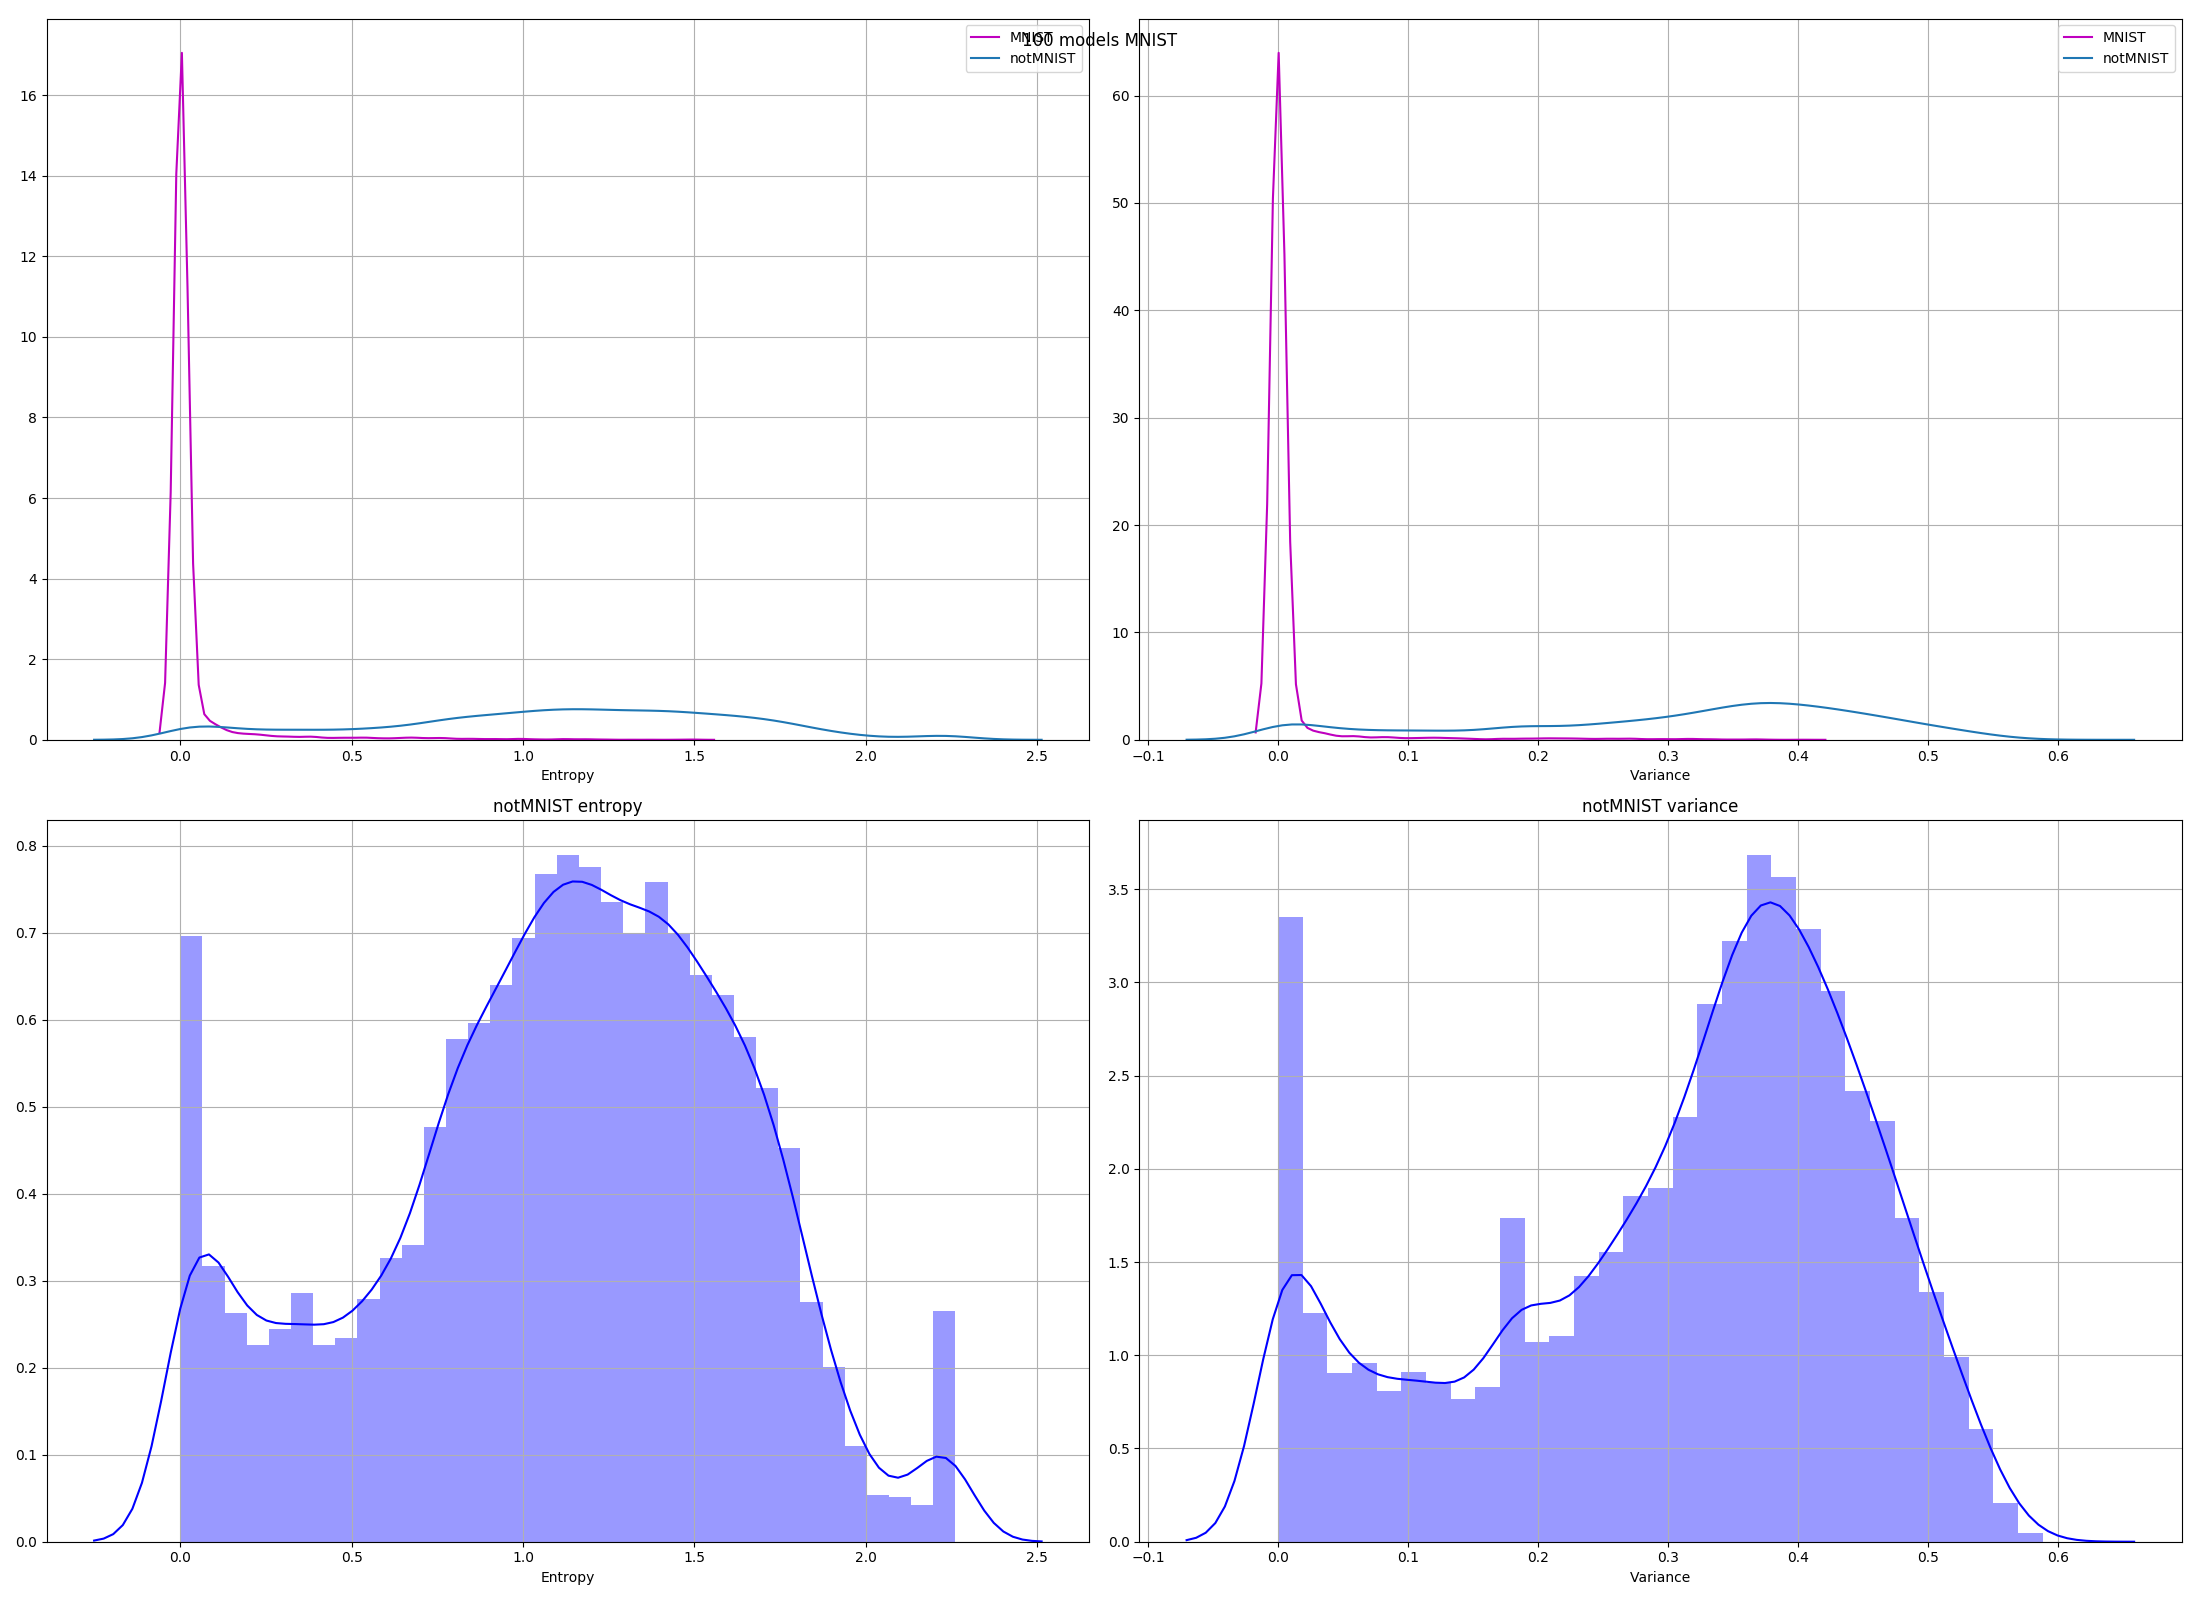 100 models MNIST
MNIST
notMNIST
16
14
12
10
8
6
4
2
0
0.0 0.5 1.0 1.5 2.0 2.5
Entropy
MNIST
notMNIST
60
50
40
30
20
10
0
−0.1 0.0 0.1 0.2 0.3 0.4 0.5 0.6
Variance
notMNIST entropy
0.8
0.7
0.6
0.5
0.4
0.3
0.2
0.1
0.0
0.0 0.5 1.0 1.5 2.0 2.5
Entropy
notMNIST variance
3.5
3.0
2.5
2.0
1.5
1.0
0.5
0.0
−0.1 0.0 0.1 0.2 0.3 0.4 0.5 0.6
Variance